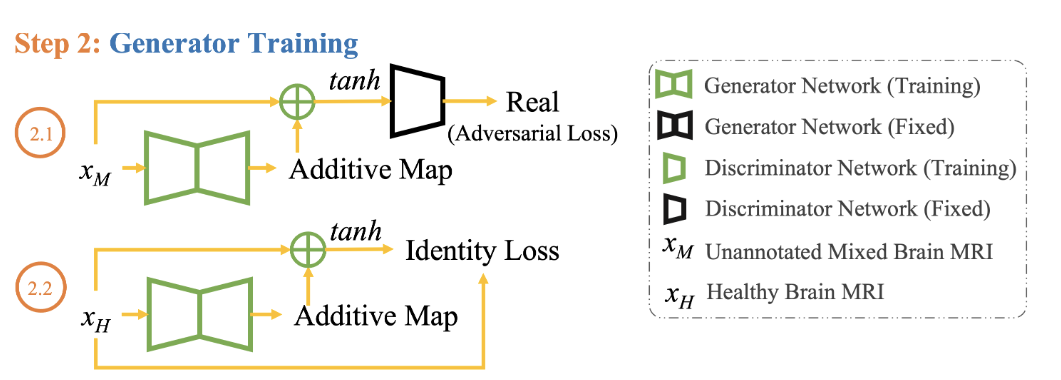 Step 2: Generator Training
2.1
x_M
tanh
Additive Map
Real
(Adversarial Loss)
2.2
x_H
tanh
Additive Map
Identity Loss
Generator Network (Training)
Generator Network (Fixed)
Discriminator Network (Training)
Discriminator Network (Fixed)
x_M Unannotated Mixed Brain MRI
x_H Healthy Brain MRI